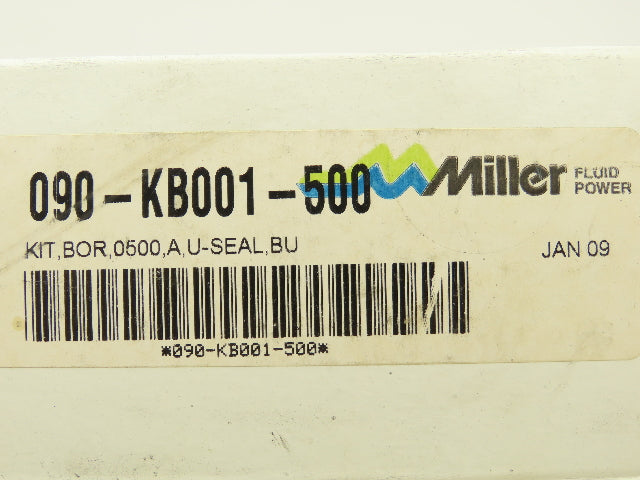 090-KB001-500 Miller FLUID POWER
KIT,BOR,0500,A,U-SEAL,BU JAN 09
*090-KB001-500*